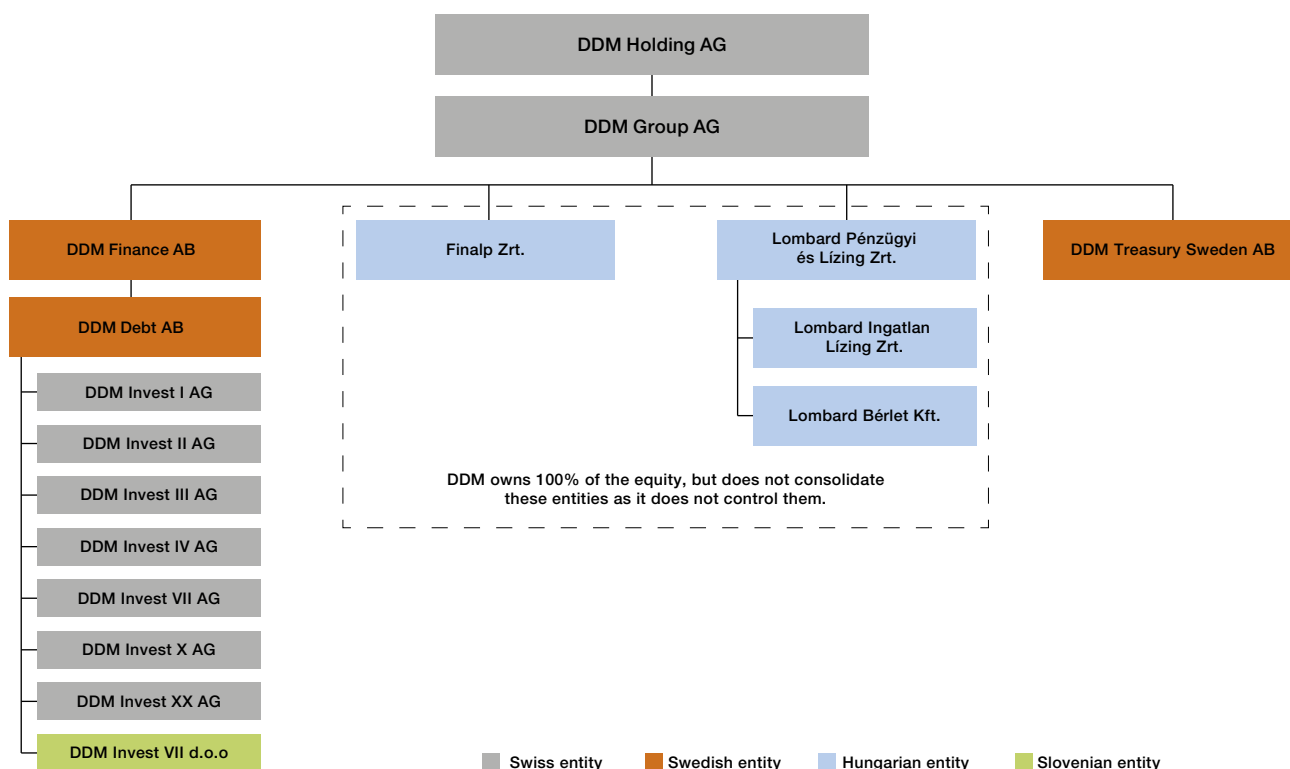 DDM Holding AG
DDM Group AG
DDM Finance AB
Finalp Zrt.
Lombard Pénzügyi
és Lízing Zrt.
DDM Treasury Sweden AB
DDM Debt AB
Lombard Ingatlan
Lízing Zrt.
Lombard Bérlet Kft.
DDM Invest I AG
DDM Invest II AG
DDM Invest III AG
DDM Invest IV AG
DDM Invest VII AG
DDM Invest X AG
DDM Invest XX AG
DDM Invest VII d.o.o
DDM owns 100% of the equity, but does not consolidate
these entities as it does not control them.
Swiss entity
Swedish entity
Hungarian entity
Slovenian entity